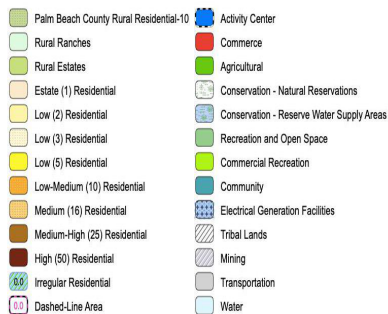 Palm Beach County Rural Residential-10
Rural Ranches
Rural Estates
Estate (1) Residential
Low (2) Residential
Low (3) Residential
Low (5) Residential
Low-Medium (10) Residential
Medium (16) Residential
Medium-High (25) Residential
High (50) Residential
0.0 Irregular Residential
0.0 Dashed-Line Area
Activity Center
Commerce
Agricultural
Conservation - Natural Reservations
Conservation - Reserve Water Supply Areas
Recreation and Open Space
Commercial Recreation
Community
Electrical Generation Facilities
Tribal Lands
Mining
Transportation
Water